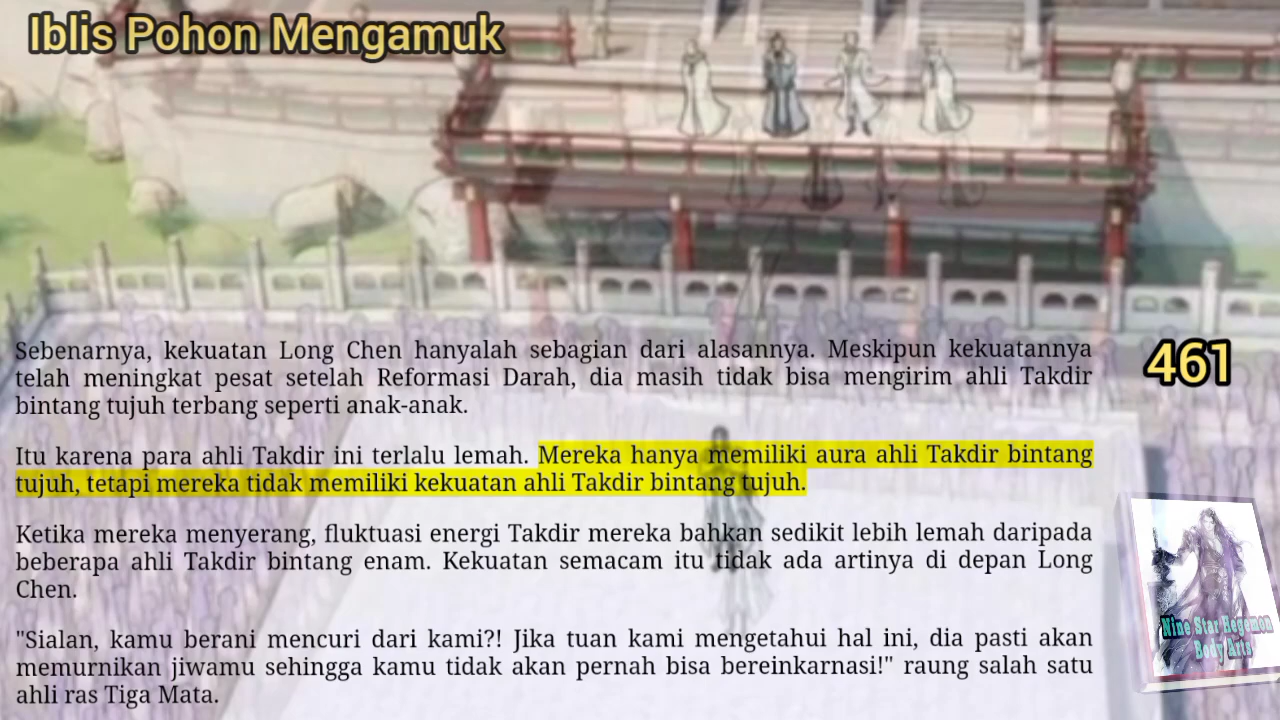 Iblis Pohon Mengamuk
Sebenarnya, kekuatan Long Chen hanyalah sebagian dari alasannya. Meskipun kekuatannya
telah meningkat pesat setelah Reformasi Darah, dia masih tidak bisa mengirim ahli Takdir
bintang tujuh terbang seperti anak-anak.
461
Itu karena para ahli Takdir ini terlalu lemah. Mereka hanya memiliki aura ahli Takdir bintang
tujuh, tetapi mereka tidak memiliki kekuatan ahli Takdir bintang tujuh.
Ketika mereka menyerang, fluktuasi energi Takdir mereka bahkan sedikit lebih lemah daripada
beberapa ahli Takdir bintang enam. Kekuatan semacam itu tidak ada artinya di depan Long
Chen.
"Sialan, kamu berani mencuri dari kami?! Jika tuan kami mengetahui hal ini, dia pasti akan
memurnikan jiwamu sehingga kamu tidak akan pernah bisa bereinkarnasi!" raung salah satu
ahli ras Tiga Mata.
Nine Star Hegemon
Body Arts